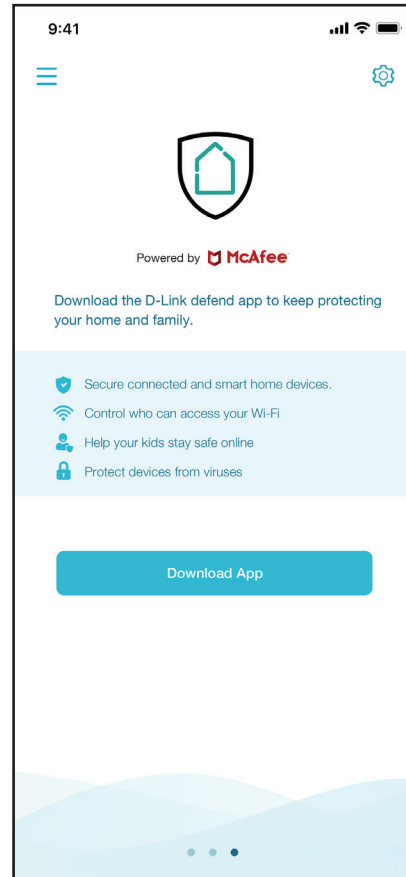 9:41
Powered by McAfee
Download the D-Link defend app to keep protecting
your home and family.
Secure connected and smart home devices.
Control who can access your Wi-Fi
Help your kids stay safe online
Protect devices from viruses
Download App